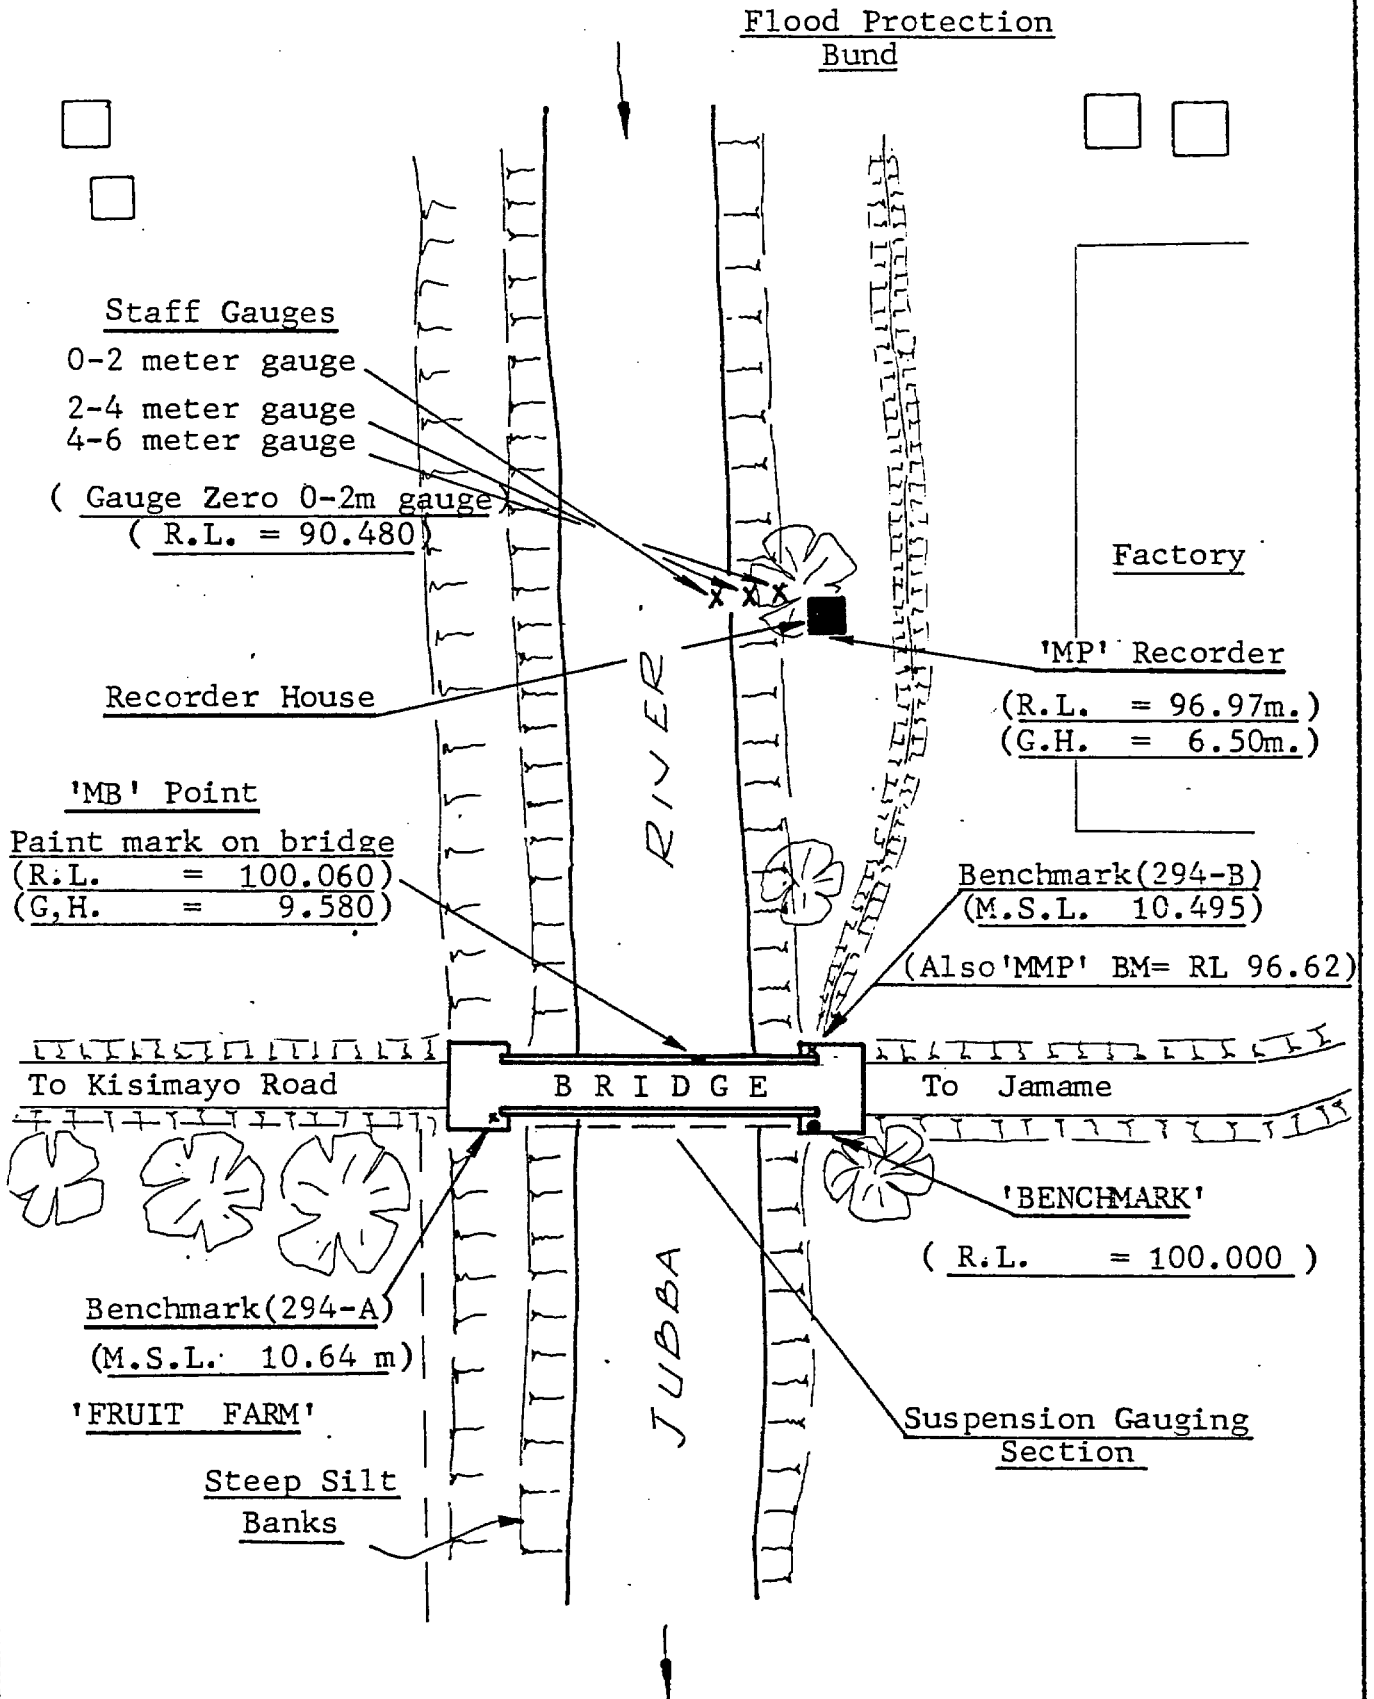 Flood Protection
Bund
Staff Gauges
0-2 meter gauge
2-4 meter gauge
4-6 meter gauge
( Gauge Zero 0-2m gauge)
( R.L. = 90.480)
Factory
'MP' Recorder
(R.L. = 96.97m.)
(G.H. = 6.50m.)
Recorder House
RIVER
'MB' Point
Paint mark on bridge
(R.L. = 100.060)
(G,H. = 9.580)
Benchmark(294-B)
(M.S.L. 10.495)
(Also'MMP' BM= RL 96.62)
To Kisimayo Road
BRIDGE
To Jamame
'BENCHMARK'
( R.L. = 100.000 )
JUBBA
Benchmark(294-A)
(M.S.L. 10.64 m)
'FRUIT FARM'
Suspension Gauging
Section
Steep Silt
Banks